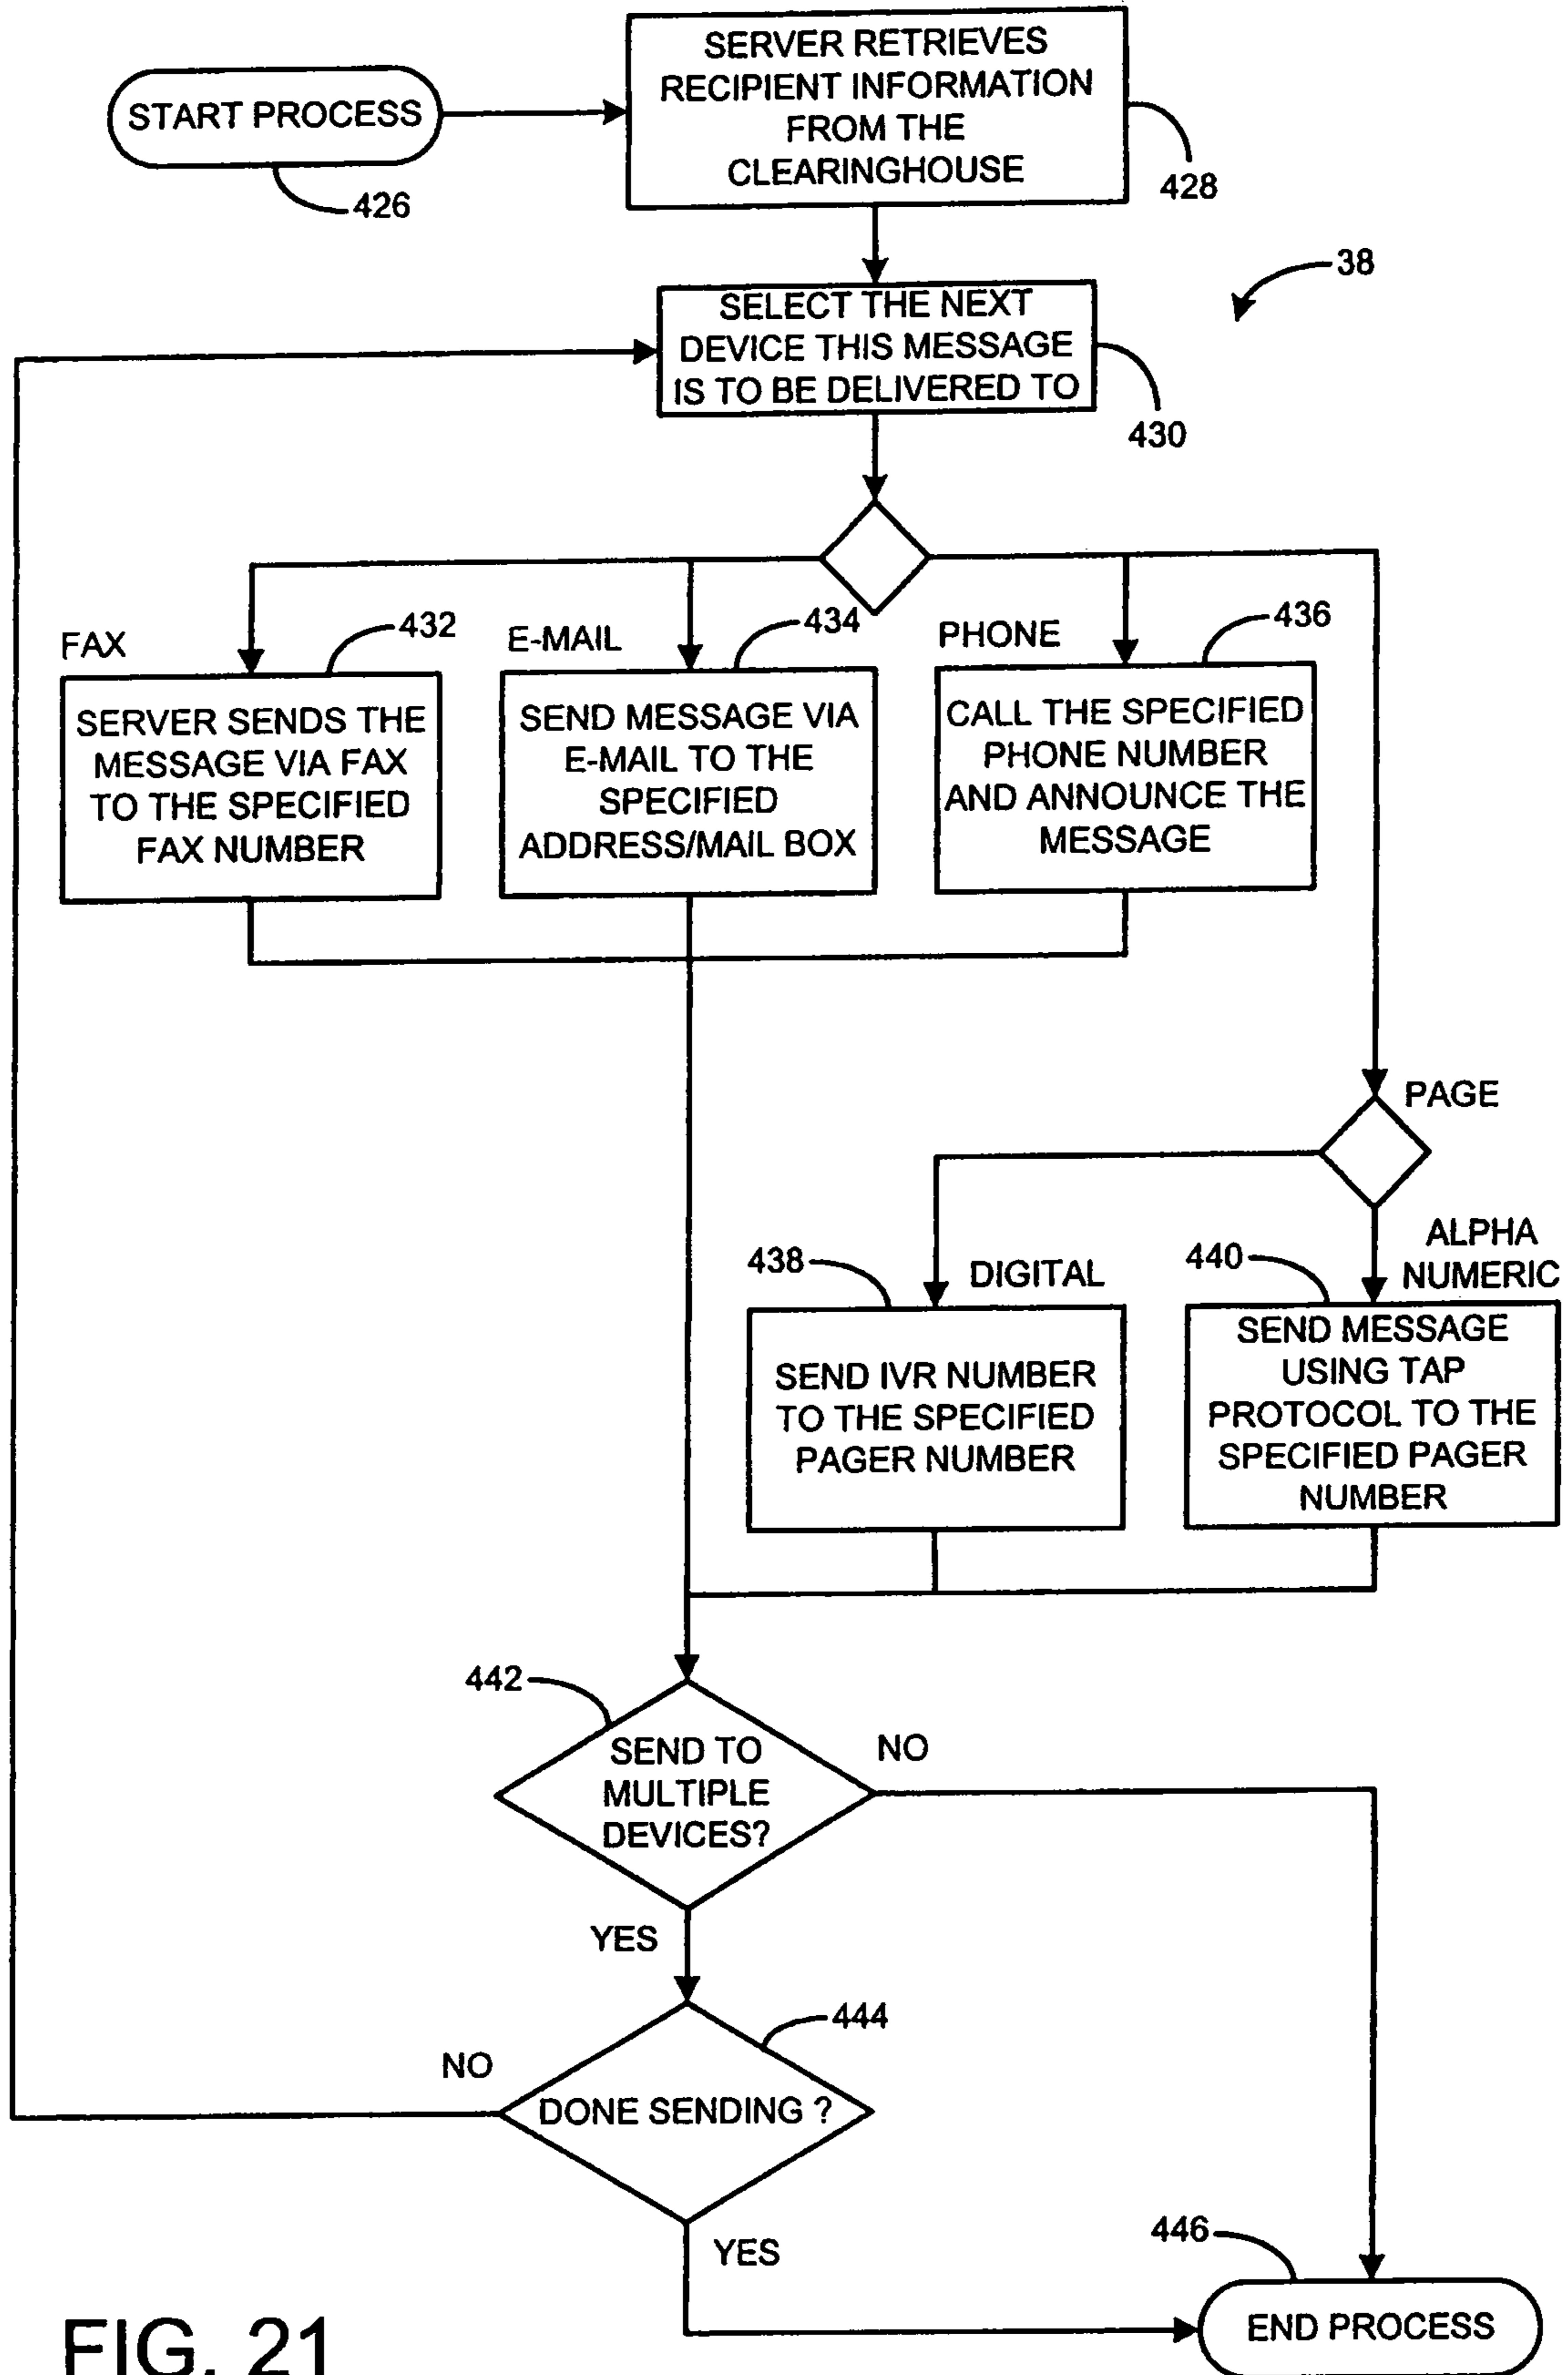 START PROCESS
426
SERVER RETRIEVES
RECIPIENT INFORMATION
FROM THE
CLEARINGHOUSE
428
38
SELECT THE NEXT
DEVICE THIS MESSAGE
IS TO BE DELIVERED TO
430
FAX
432
SERVER SENDS THE
MESSAGE VIA FAX
TO THE SPECIFIED
FAX NUMBER
E-MAIL
434
SEND MESSAGE VIA
E-MAIL TO THE
SPECIFIED
ADDRESS/MAIL BOX
PHONE
436
CALL THE SPECIFIED
PHONE NUMBER
AND ANNOUNCE THE
MESSAGE
PAGE
438
DIGITAL
SEND IVR NUMBER
TO THE SPECIFIED
PAGER NUMBER
440
ALPHA
NUMERIC
SEND MESSAGE
USING TAP
PROTOCOL TO THE
SPECIFIED PAGER
NUMBER
442
SEND TO
MULTIPLE
DEVICES?
NO
YES
444
NO
DONE SENDING ?
YES
446
END PROCESS
FIG. 21